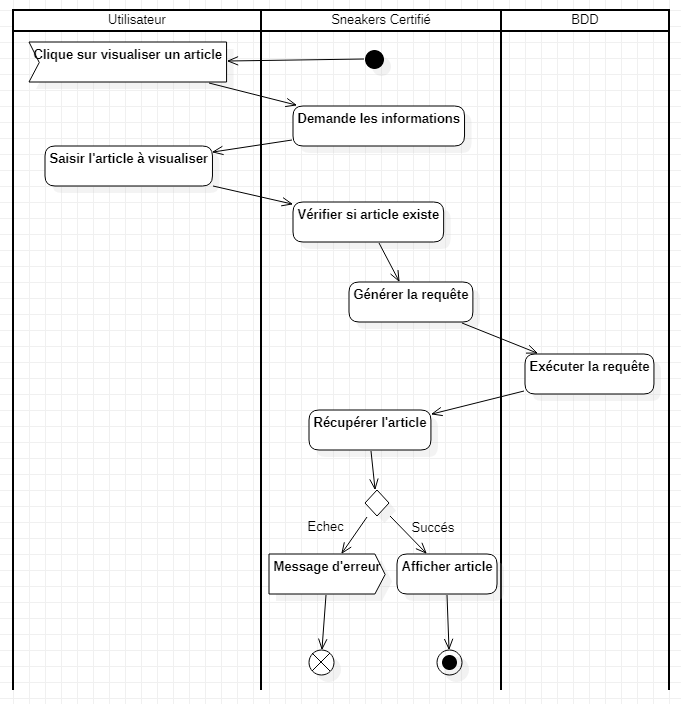 Utilisateur
Sneakers Certifié
BDD
Clique sur visualiser un article
Demande les informations
Saisir l'article à visualiser
Vérifier si article existe
Générer la requête
Exécuter la requête
Récupérer l'article
Echec
Succés
Message d'erreur
Afficher article